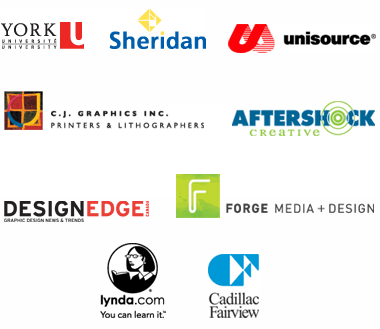 YORK U
UNIVERSITÉ
UNIVERSITY
Sheridan
unisource®
C.J. GRAPHICS INC.
PRINTERS & LITHOGRAPHERS
AFTERSHOCK
creative
DESIGNEDGE CANADA
GRAPHIC DESIGN NEWS & TRENDS
F FORGE MEDIA + DESIGN
lynda.com
You can learn it.™
Cadillac
Fairview